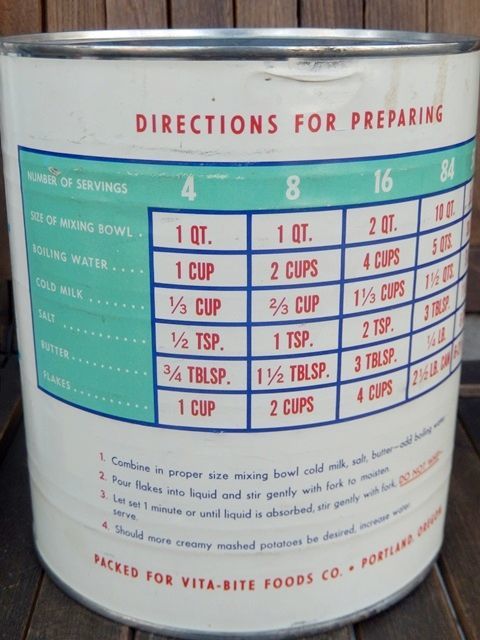 DIRECTIONS FOR PREPARING
NUMBER OF SERVINGS 4 8 16 84
SIZE OF MIXING BOWL . 1 QT. 1 QT. 2 QT. 10 QT.
BOILING WATER ..... 1 CUP 2 CUPS 4 CUPS 5 QTS.
COLD MILK ....... ⅓ CUP ⅔ CUP 1⅓ CUPS 1½ QTS.
SALT ........... ½ TSP. 1 TSP. 2 TSP. 3 TBLSP.
BUTTER......... ¾ TBLSP. 1½ TBLSP. 3 TBLSP. ¼ LB.
FLAKES......... 1 CUP 2 CUPS 4 CUPS 2½ LB. CAN
1. Combine in proper size mixing bowl cold milk, salt, butter—add boiling water.
2. Pour flakes into liquid and stir gently with fork to moisten.
3. Let set 1 minute or until liquid is absorbed, stir gently with fork, DO NOT WHIP—
serve.
4. Should more creamy mashed potatoes be desired, increase water.
PACKED FOR VITA-BITE FOODS CO. • PORTLAND, OREGON